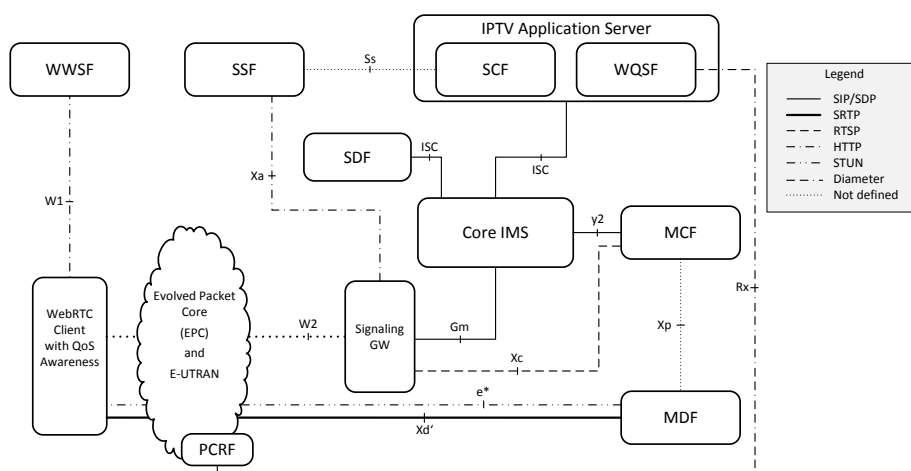 IPTV Application Server
WWSF
SSF
Ss
SCF
WQSF
Legend
SIP/SDP
SRTP
RTSP
HTTP
STUN
Diameter
Not defined
SDF
ISC
ISC
Xa
W1
Core IMS
y2
MCF
Rx
Evolved Packet
Core
(EPC)
and
E-UTRAN
WebRTC
Client
with QoS
Awareness
W2
Signaling
GW
Gm
Xp
Xc
e*
Xd‘
MDF
PCRF